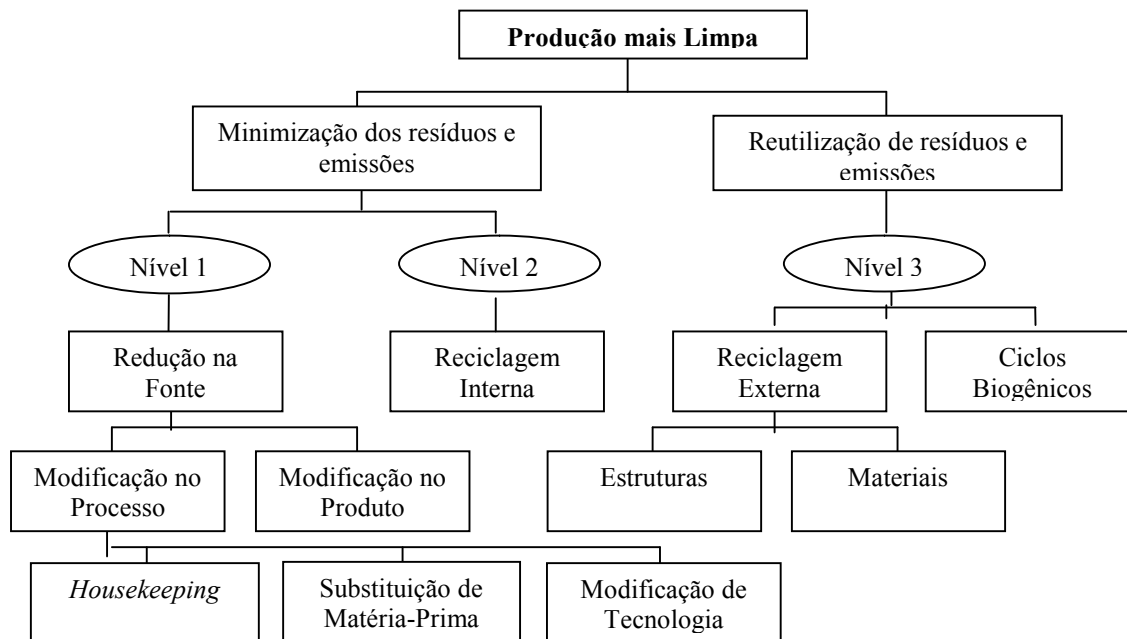 Produção mais Limpa
Minimização dos resíduos e
emissões
Reutilização de resíduos e
emissões
Nível 1
Nível 2
Nível 3
Redução na
Fonte
Reciclagem
Interna
Reciclagem
Externa
Ciclos
Biogênicos
Modificação no
Processo
Modificação no
Produto
Estruturas
Materiais
Housekeeping
Substituição de
Matéria-Prima
Modificação de
Tecnologia